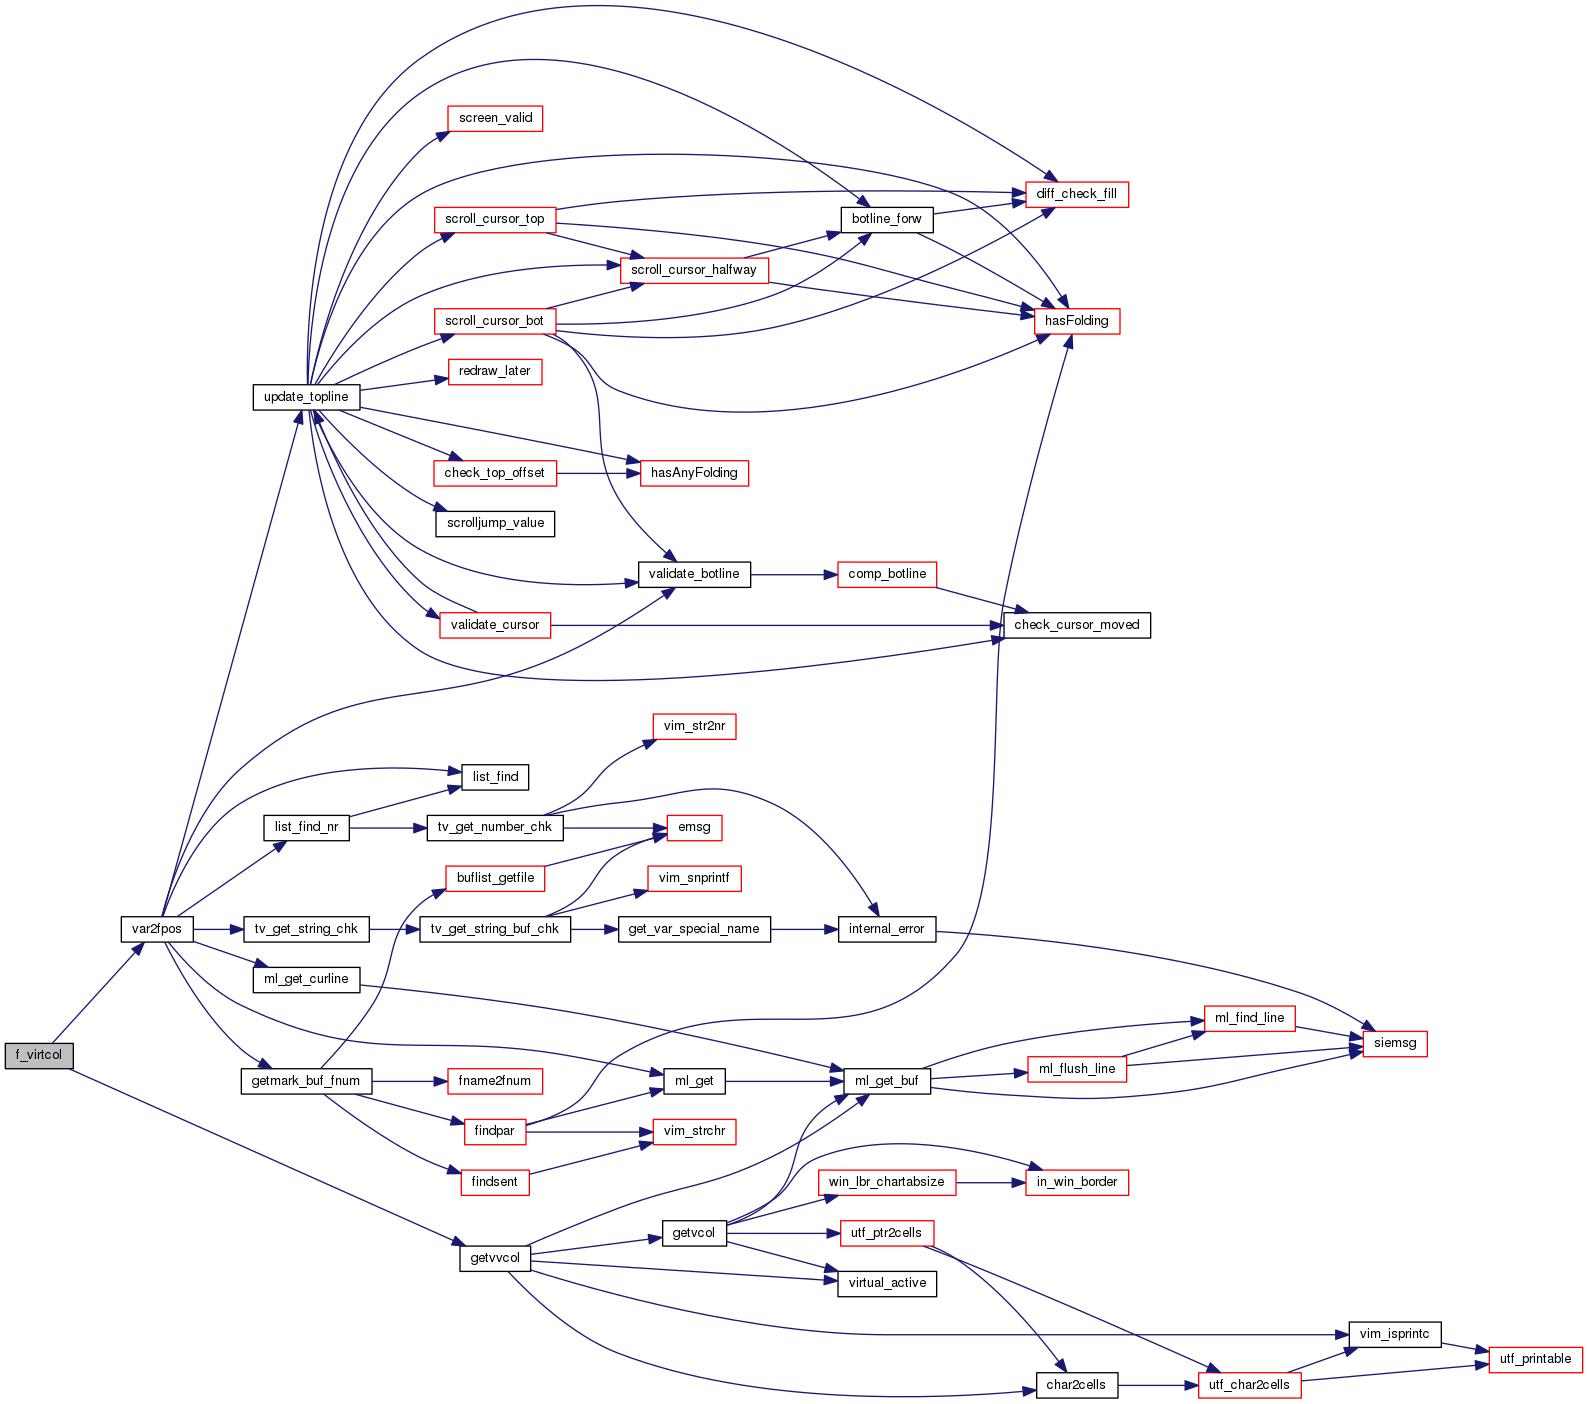 screen_valid
diff_check_fill
scroll_cursor_top
botline_forw
scroll_cursor_halfway
scroll_cursor_bot
hasFolding
redraw_later
update_topline
check_top_offset
hasAnyFolding
scrolljump_value
validate_botline
comp_botline
validate_cursor
check_cursor_moved
vim_str2nr
list_find
list_find_nr
tv_get_number_chk
emsg
buflist_getfile
vim_snprintf
var2fpos
tv_get_string_chk
tv_get_string_buf_chk
get_var_special_name
internal_error
ml_get_curline
ml_find_line
siemsg
f_virtcol
getmark_buf_fnum
fname2fnum
ml_get
ml_get_buf
ml_flush_line
findpar
vim_strchr
findsent
win_lbr_chartabsize
in_win_border
getvcol
utf_ptr2cells
getvvcol
virtual_active
vim_isprintc
utf_printable
char2cells
utf_char2cells